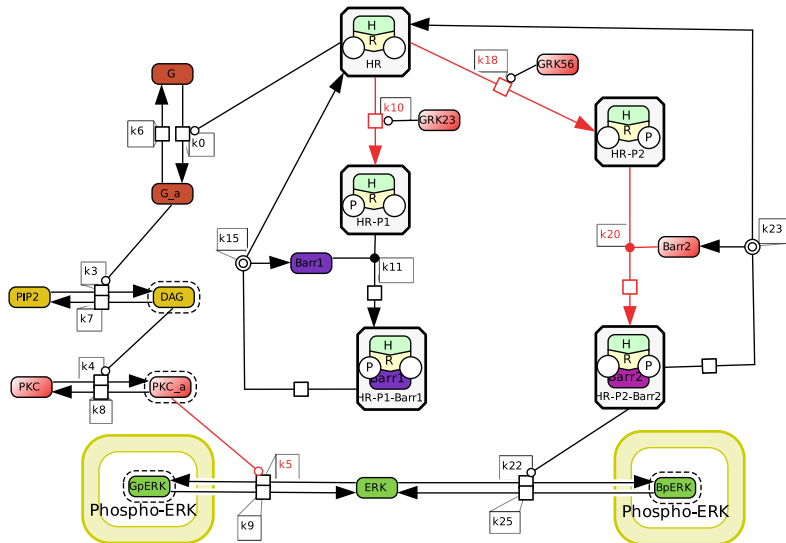 H
R
HR
k18
GRK56
G
k10
GRK23
k6
k0
H
R
P
HR-P2
G_a
H
R
P
HR-P1
k15
k20
k23
Barr2
k3
Barr1
k11
PIP2
DAG
k7
H
R
P
Barr1
HR-P1-Barr1
H
R
P
Barr2
HR-P2-Barr2
k4
PKC
PKC_a
k8
k5
k22
GpERK
ERK
BpERK
Phospho-ERK
Phospho-ERK
k9
k25